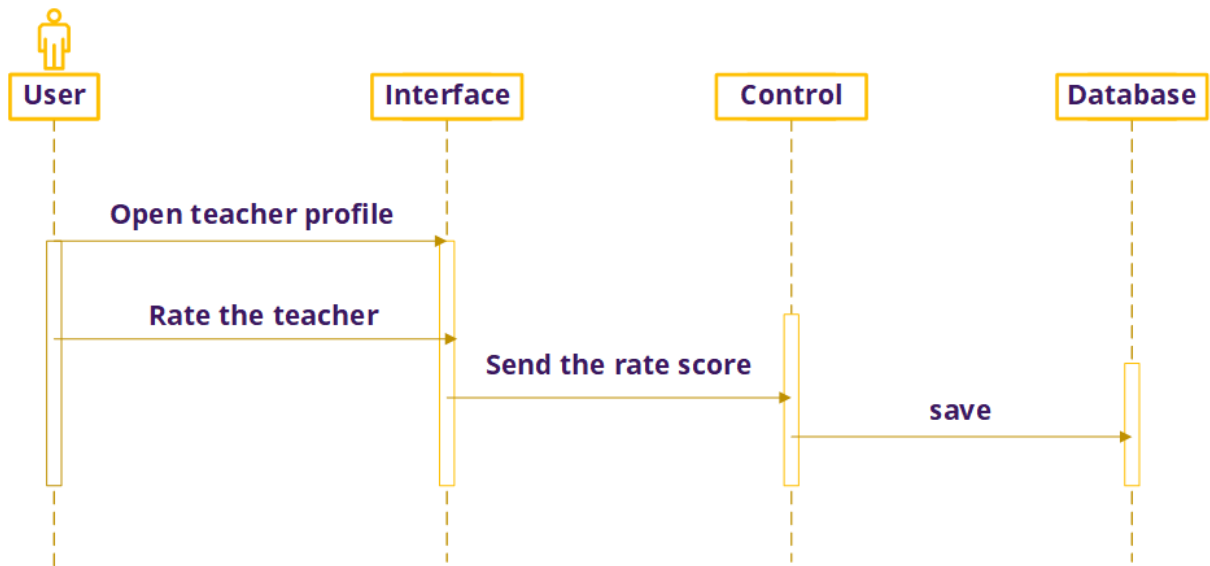 User
Interface
Control
Database
Open teacher profile
Rate the teacher
Send the rate score
save